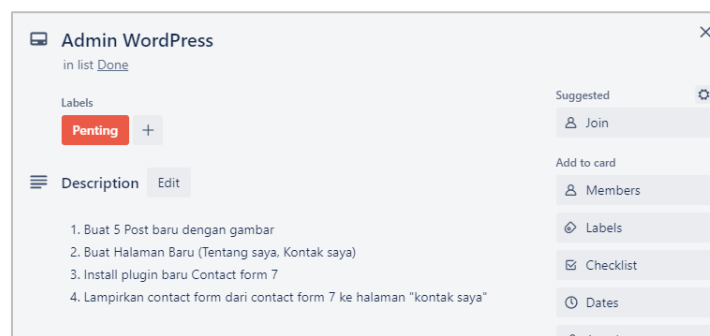 Admin WordPress
in list Done
Labels
Penting +
Description Edit
1. Buat 5 Post baru dengan gambar
2. Buat Halaman Baru (Tentang saya, Kontak saya)
3. Install plugin baru Contact form 7
4. Lampirkan contact form dari contact form 7 ke halaman "kontak saya"
Suggested
Join
Add to card
Members
Labels
Checklist
Dates